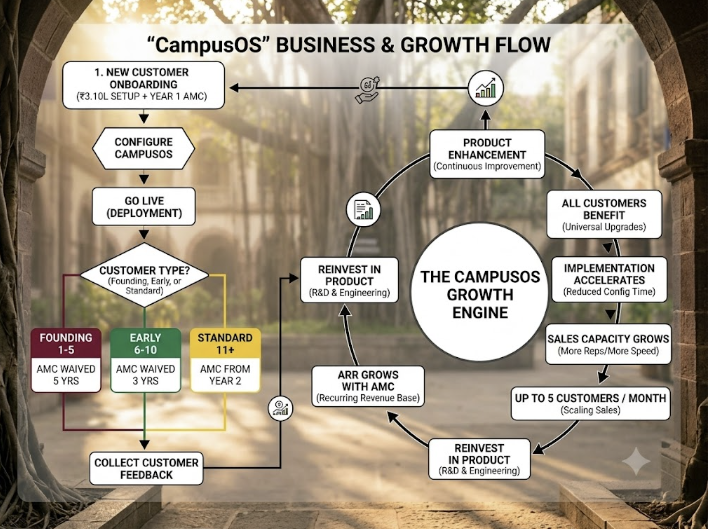 “CampusOS” BUSINESS & GROWTH FLOW
1. NEW CUSTOMER
ONBOARDING
(₹3.10L SETUP + YEAR 1 AMC)
CONFIGURE
CAMPUSOS
GO LIVE
(DEPLOYMENT)
CUSTOMER TYPE?
(Founding, Early, or
Standard)
FOUNDING
1-5
AMC WAIVED
5 YRS
EARLY
6-10
AMC WAIVED
3 YRS
STANDARD
11+
AMC FROM
YEAR 2
COLLECT CUSTOMER
FEEDBACK
THE CAMPUSOS
GROWTH
ENGINE
PRODUCT
ENHANCEMENT
(Continuous Improvement)
ALL CUSTOMERS
BENEFIT
(Universal Upgrades)
IMPLEMENTATION
ACCELERATES
(Reduced Config Time)
SALES CAPACITY GROWS
(More Reps/More Speed)
UP TO 5 CUSTOMERS / MONTH
(Scaling Sales)
REINVEST
IN PRODUCT
(R&D & Engineering)
ARR GROWS
WITH AMC
(Recurring Revenue Base)
REINVEST IN
PRODUCT
(R&D & Engineering)